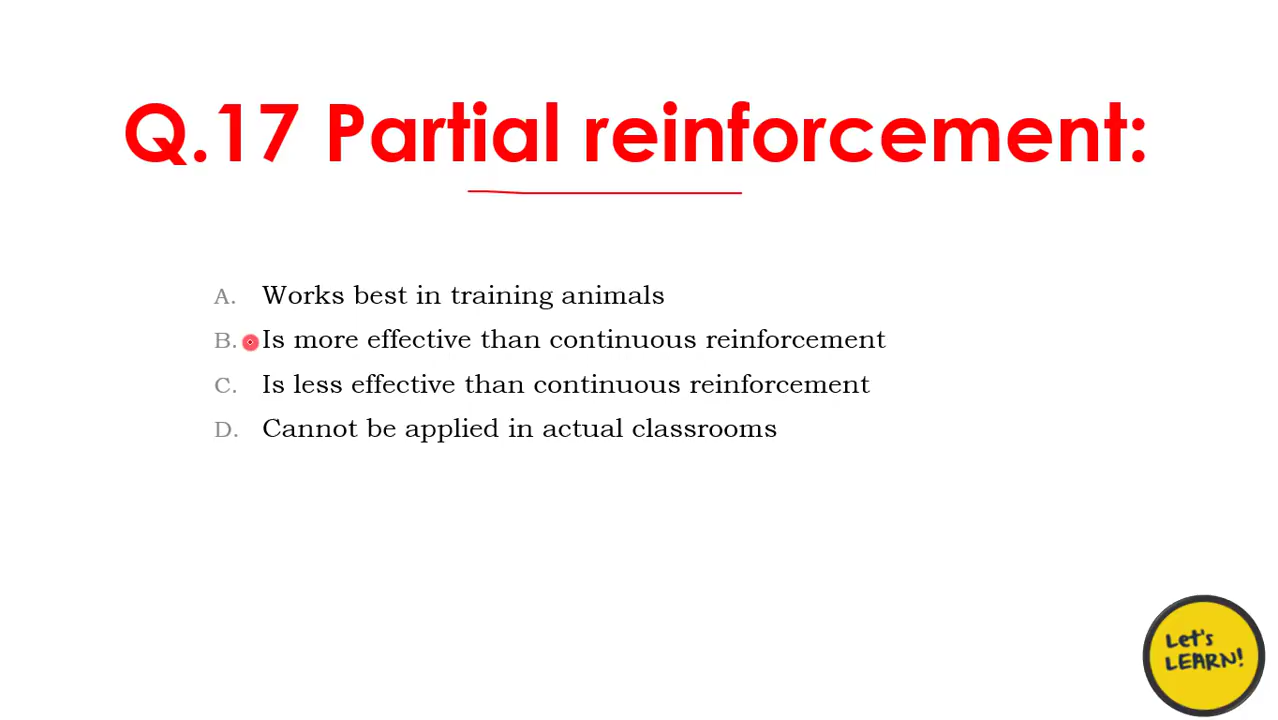 Q.17 Partial reinforcement:
A. Works best in training animals
B. Is more effective than continuous reinforcement
C. Is less effective than continuous reinforcement
D. Cannot be applied in actual classrooms
Let's
LEARN!